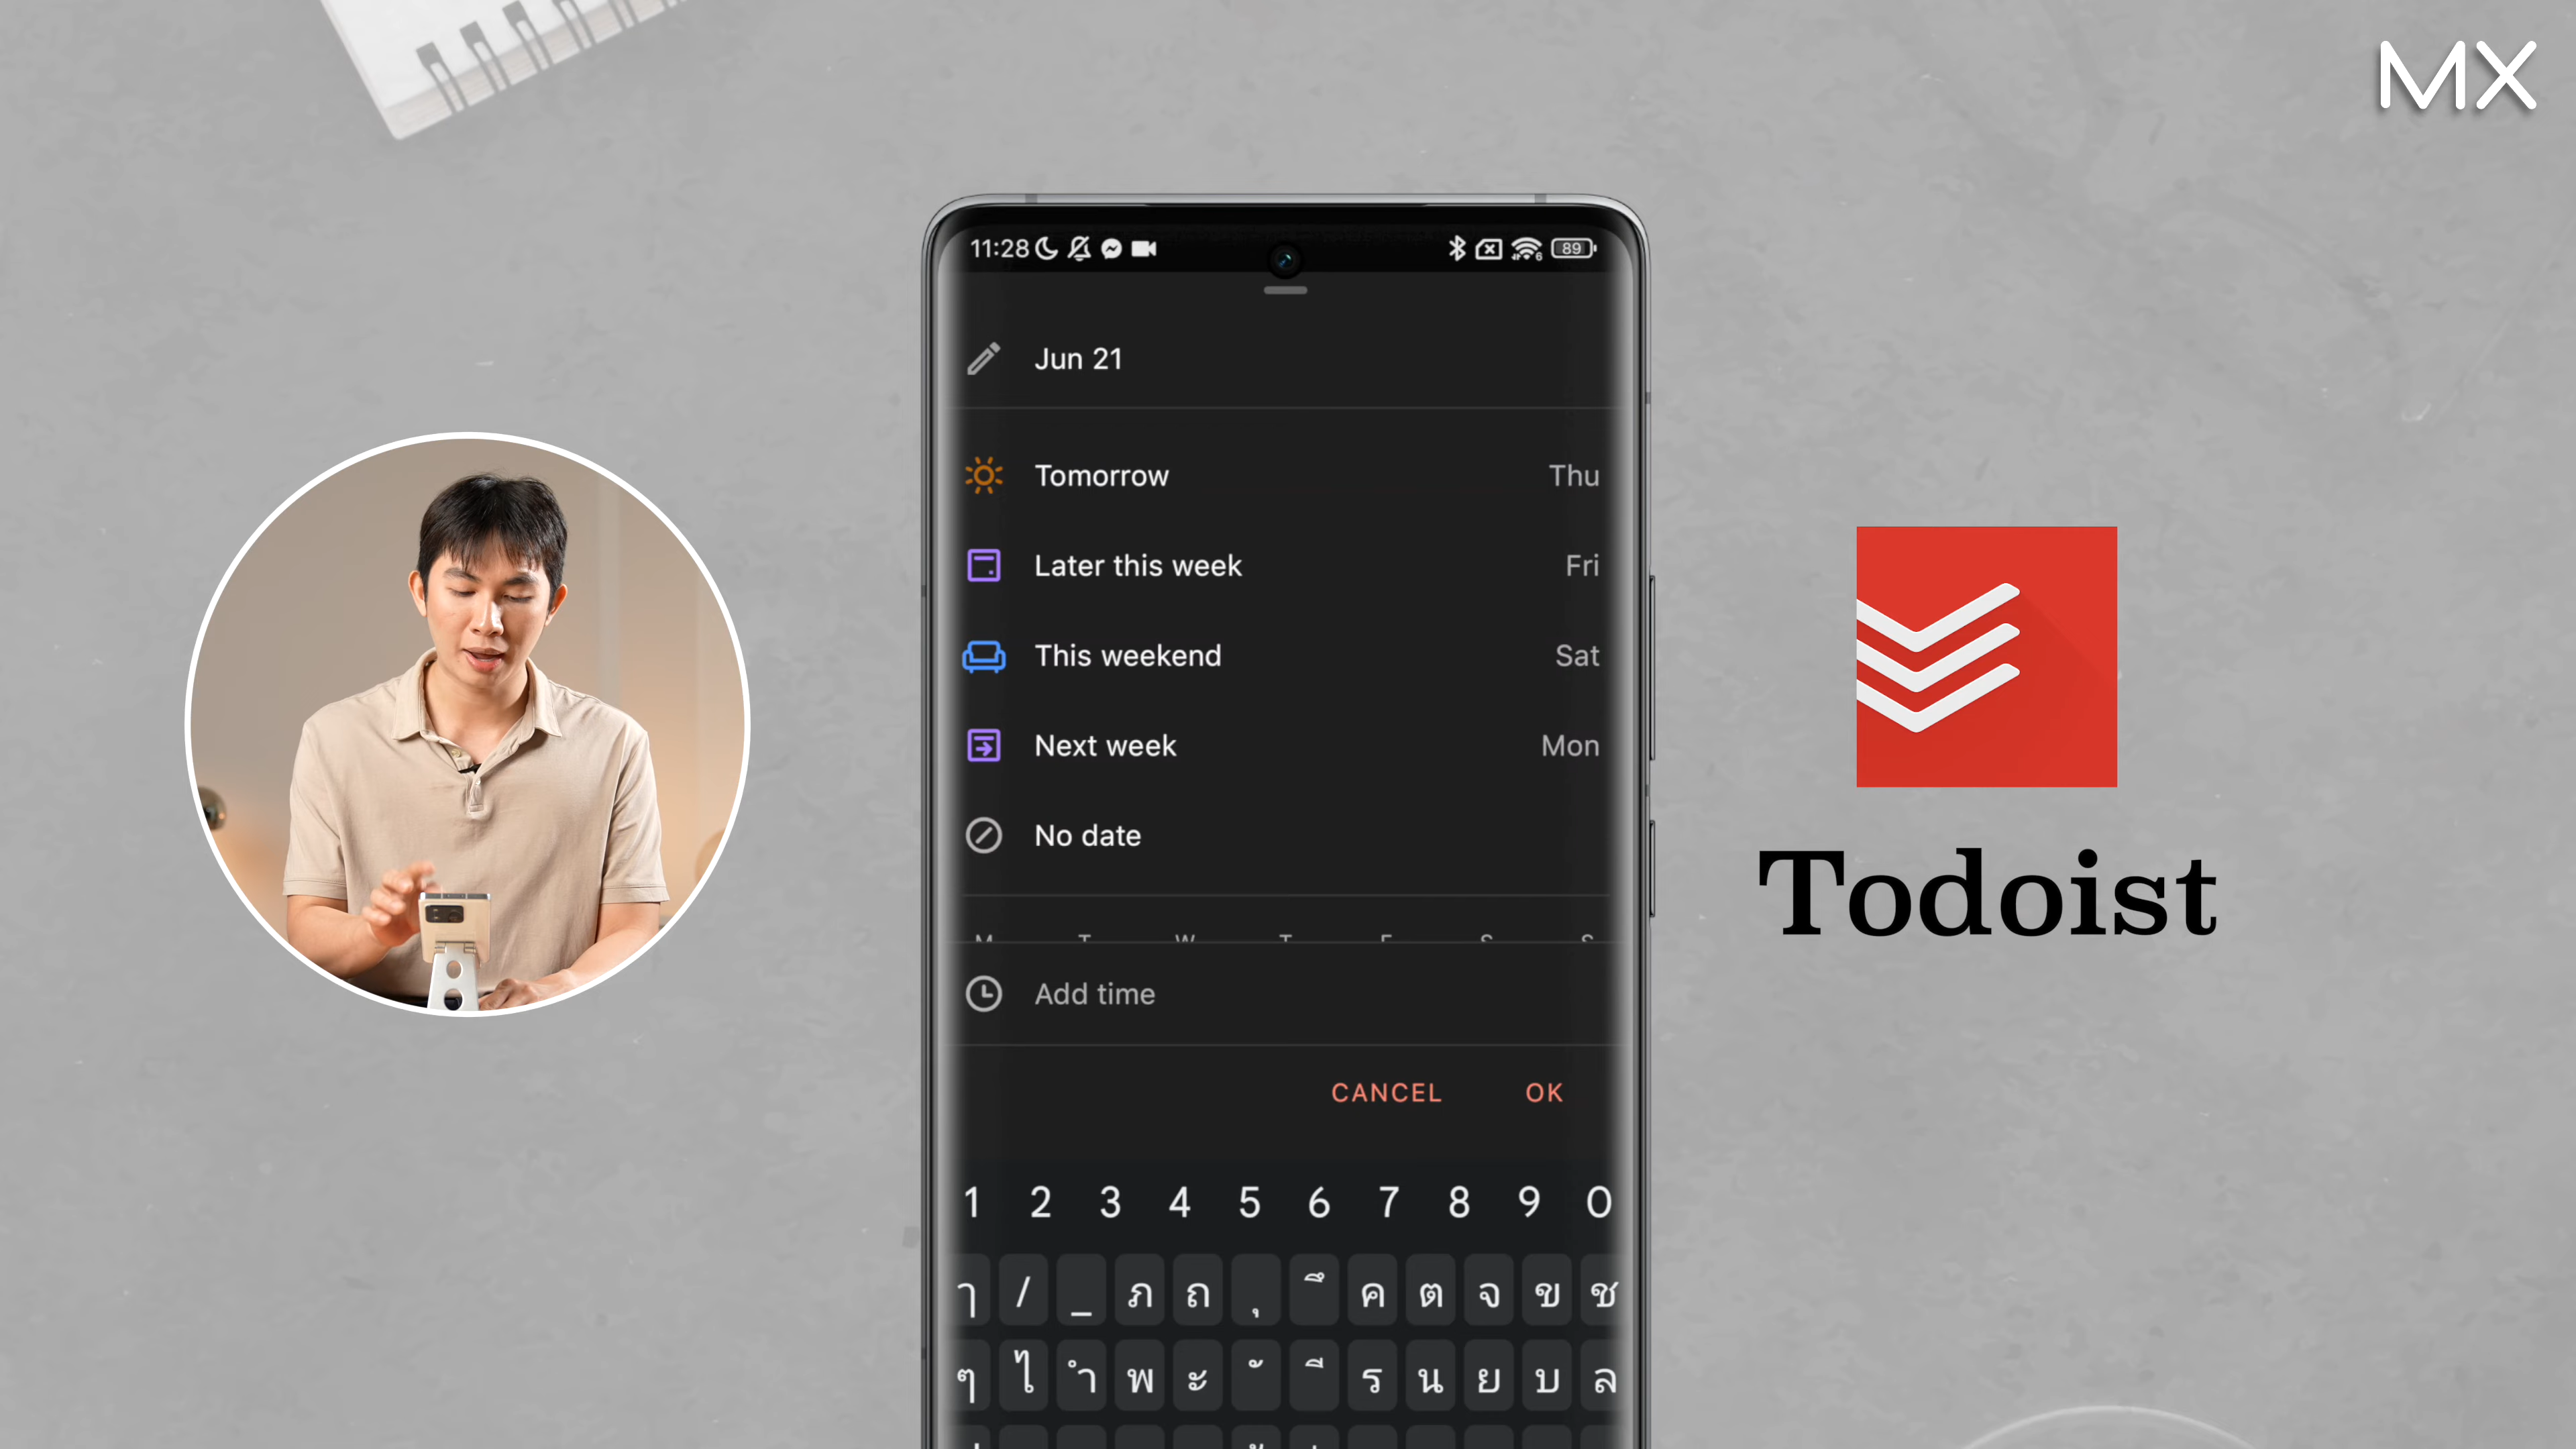 MX
11:28
89
Jun 21
Tomorrow Thu
Later this week Fri
This weekend Sat
Next week Mon
No date
M T W T F S S
Add time
CANCEL OK
1 2 3 4 5 6 7 8 9 0
ๅ / _ ภ ถ ุ ึ ค ต จ ข ช
ๆ ไ ำ พ ะ ั ี ร น ย บ ล
Todoist